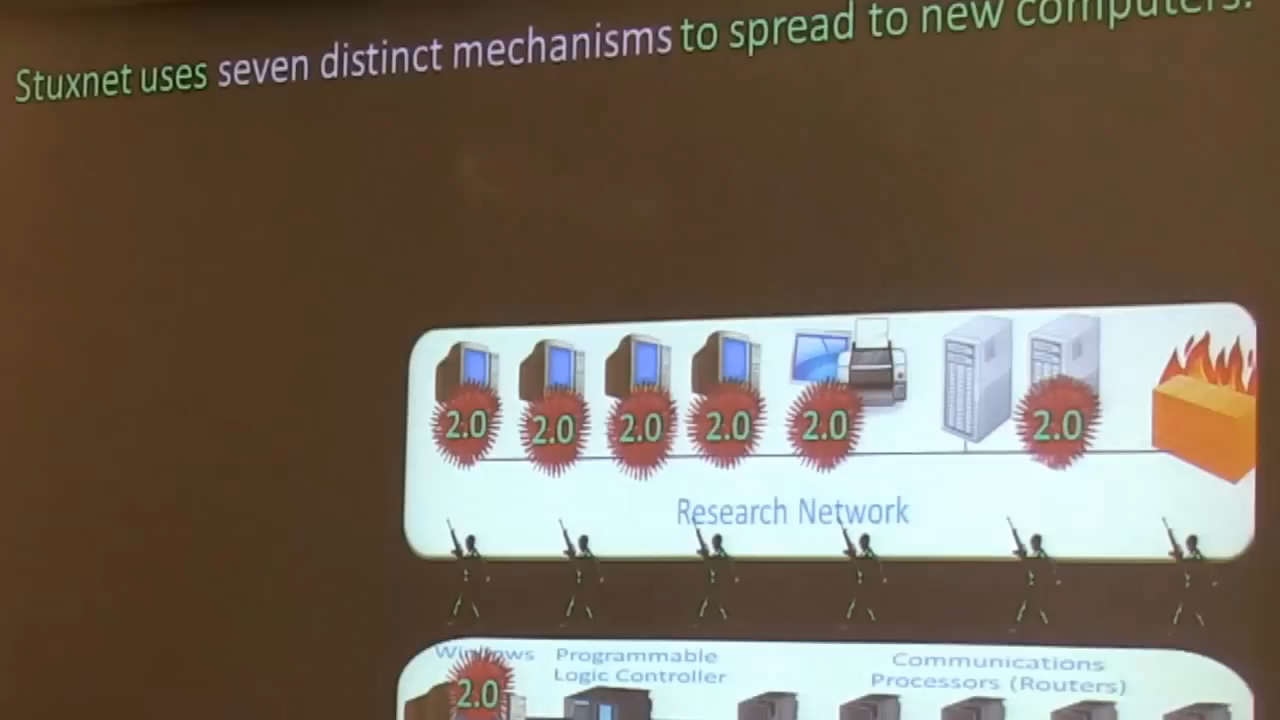 Stuxnet uses seven distinct mechanisms to spread to new computers.
2.0 2.0 2.0 2.0 2.0 2.0
Research Network
Windows
Programmable
Logic Controller
Communications
Processors (Routers)
2.0